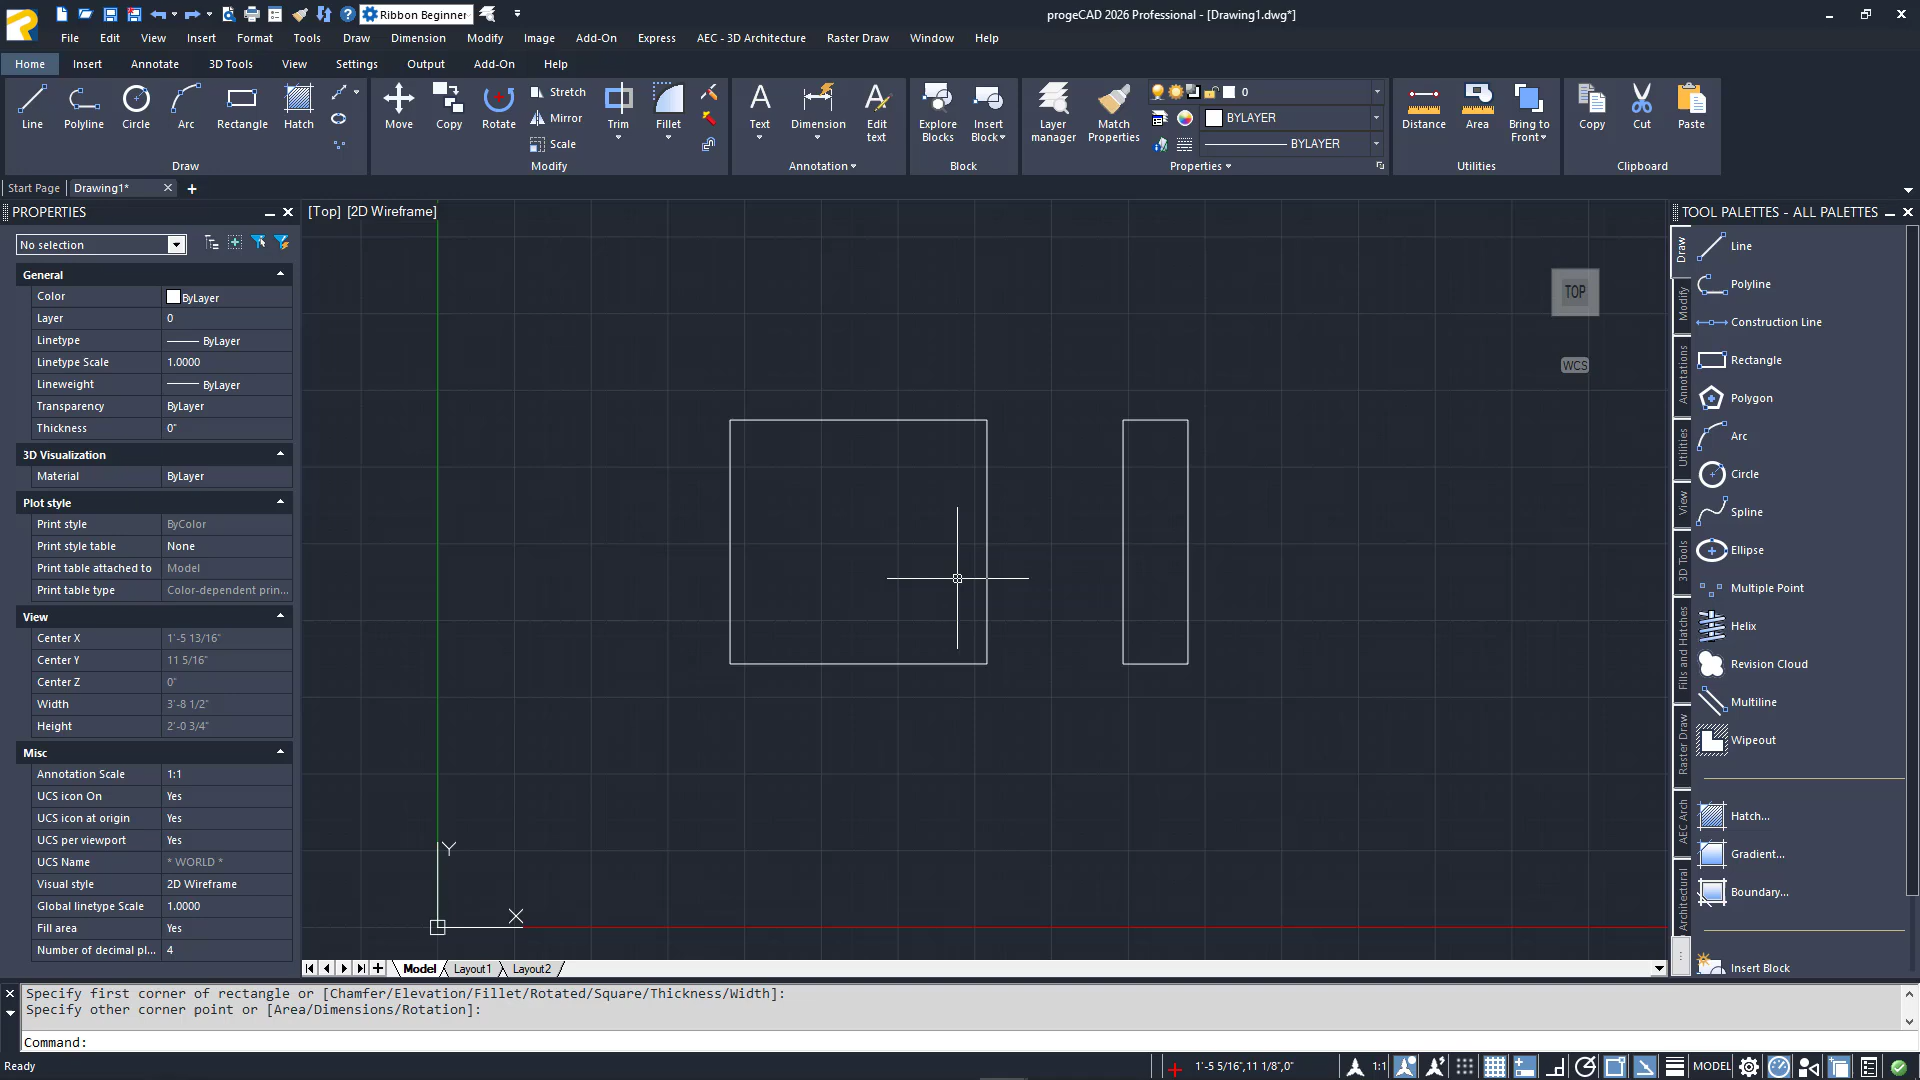 Ribbon Beginner
progeCAD 2026 Professional - [Drawing1.dwg*]
File Edit View Insert Format Tools Draw Dimension Modify Image Add-On Express AEC - 3D Architecture Raster Draw Window Help
Home Insert Annotate 3D Tools View Settings Output Add-On Help
Line Polyline Circle Arc Rectangle Hatch
Draw
Move Copy Rotate Stretch Mirror Scale Trim Fillet
Modify
Text Dimension Edit text
Annotation
Explore Blocks Insert Block
Block
Layer manager Match Properties
0
BYLAYER
BYLAYER
Properties
Distance Area Bring to Front
Utilities
Copy Cut Paste
Clipboard
Start Page Drawing1*
PROPERTIES
No selection
General
Color ByLayer
Layer 0
Linetype ByLayer
Linetype Scale 1.0000
Lineweight ByLayer
Transparency ByLayer
Thickness 0"
3D Visualization
Material ByLayer
Plot style
Print style ByColor
Print style table None
Print table attached to Model
Print table type Color-dependent prin...
View
Center X 1'-5 13/16"
Center Y 11 5/16"
Center Z 0"
Width 3'-8 1/2"
Height 2'-0 3/4"
Misc
Annotation Scale 1:1
UCS icon On Yes
UCS icon at origin Yes
UCS per viewport Yes
UCS Name * WORLD *
Visual style 2D Wireframe
Global linetype Scale 1.0000
Fill area Yes
Number of decimal pl... 4
[Top] [2D Wireframe]
TOP
WCS
Y
X
TOOL PALETTES - ALL PALETTES
Draw
Modify
Annotations
Utilities
View
3D Tools
Fills and Hatches
Raster Draw
AEC Arch
Architectural
Line
Polyline
Construction Line
Rectangle
Polygon
Arc
Circle
Spline
Ellipse
Multiple Point
Helix
Revision Cloud
Multiline
Wipeout
Hatch...
Gradient...
Boundary...
Insert Block
Model Layout1 Layout2
Specify first corner of rectangle or [Chamfer/Elevation/Fillet/Rotated/Square/Thickness/Width]:
Specify other corner point or [Area/Dimensions/Rotation]:
Command:
Ready
1'-5 5/16",11 1/8",0"
1:1
MODEL